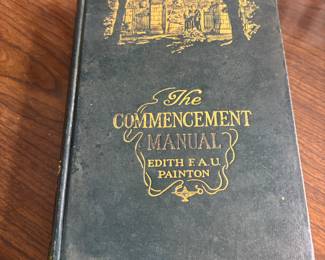 The
COMMENCEMENT
MANUAL
EDITH F.A.U.
PAINTON